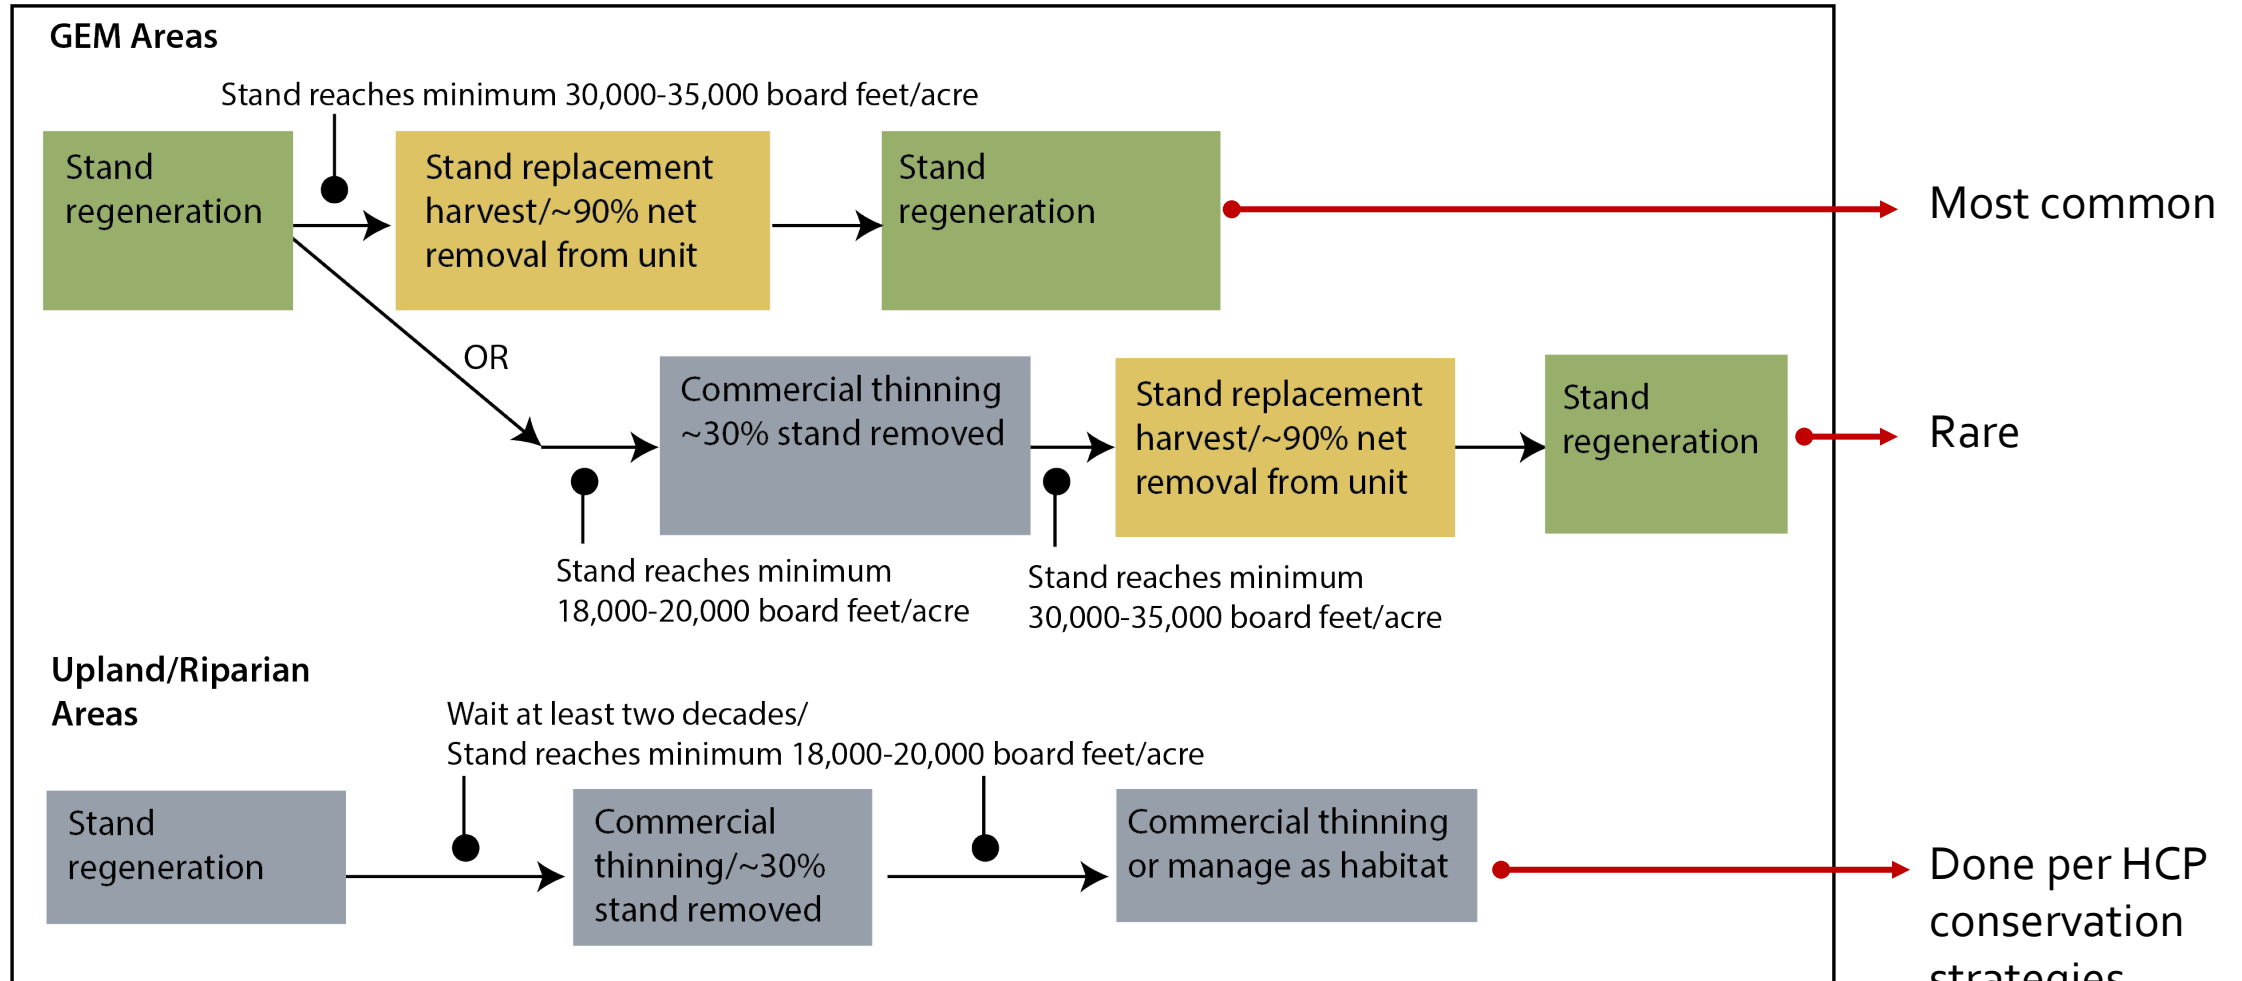 GEM Areas
Stand reaches minimum 30,000-35,000 board feet/acre
Stand
regeneration
Stand replacement
harvest/~90% net
removal from unit
Stand
regeneration
Most common
OR
Commercial thinning
~30% stand removed
Stand replacement
harvest/~90% net
removal from unit
Stand
regeneration
Rare
Stand reaches minimum
18,000-20,000 board feet/acre
Stand reaches minimum
30,000-35,000 board feet/acre
Upland/Riparian
Areas
Wait at least two decades/
Stand reaches minimum 18,000-20,000 board feet/acre
Stand
regeneration
Commercial
thinning/~30%
stand removed
Commercial thinning
or manage as habitat
Done per HCP
conservation
strategies